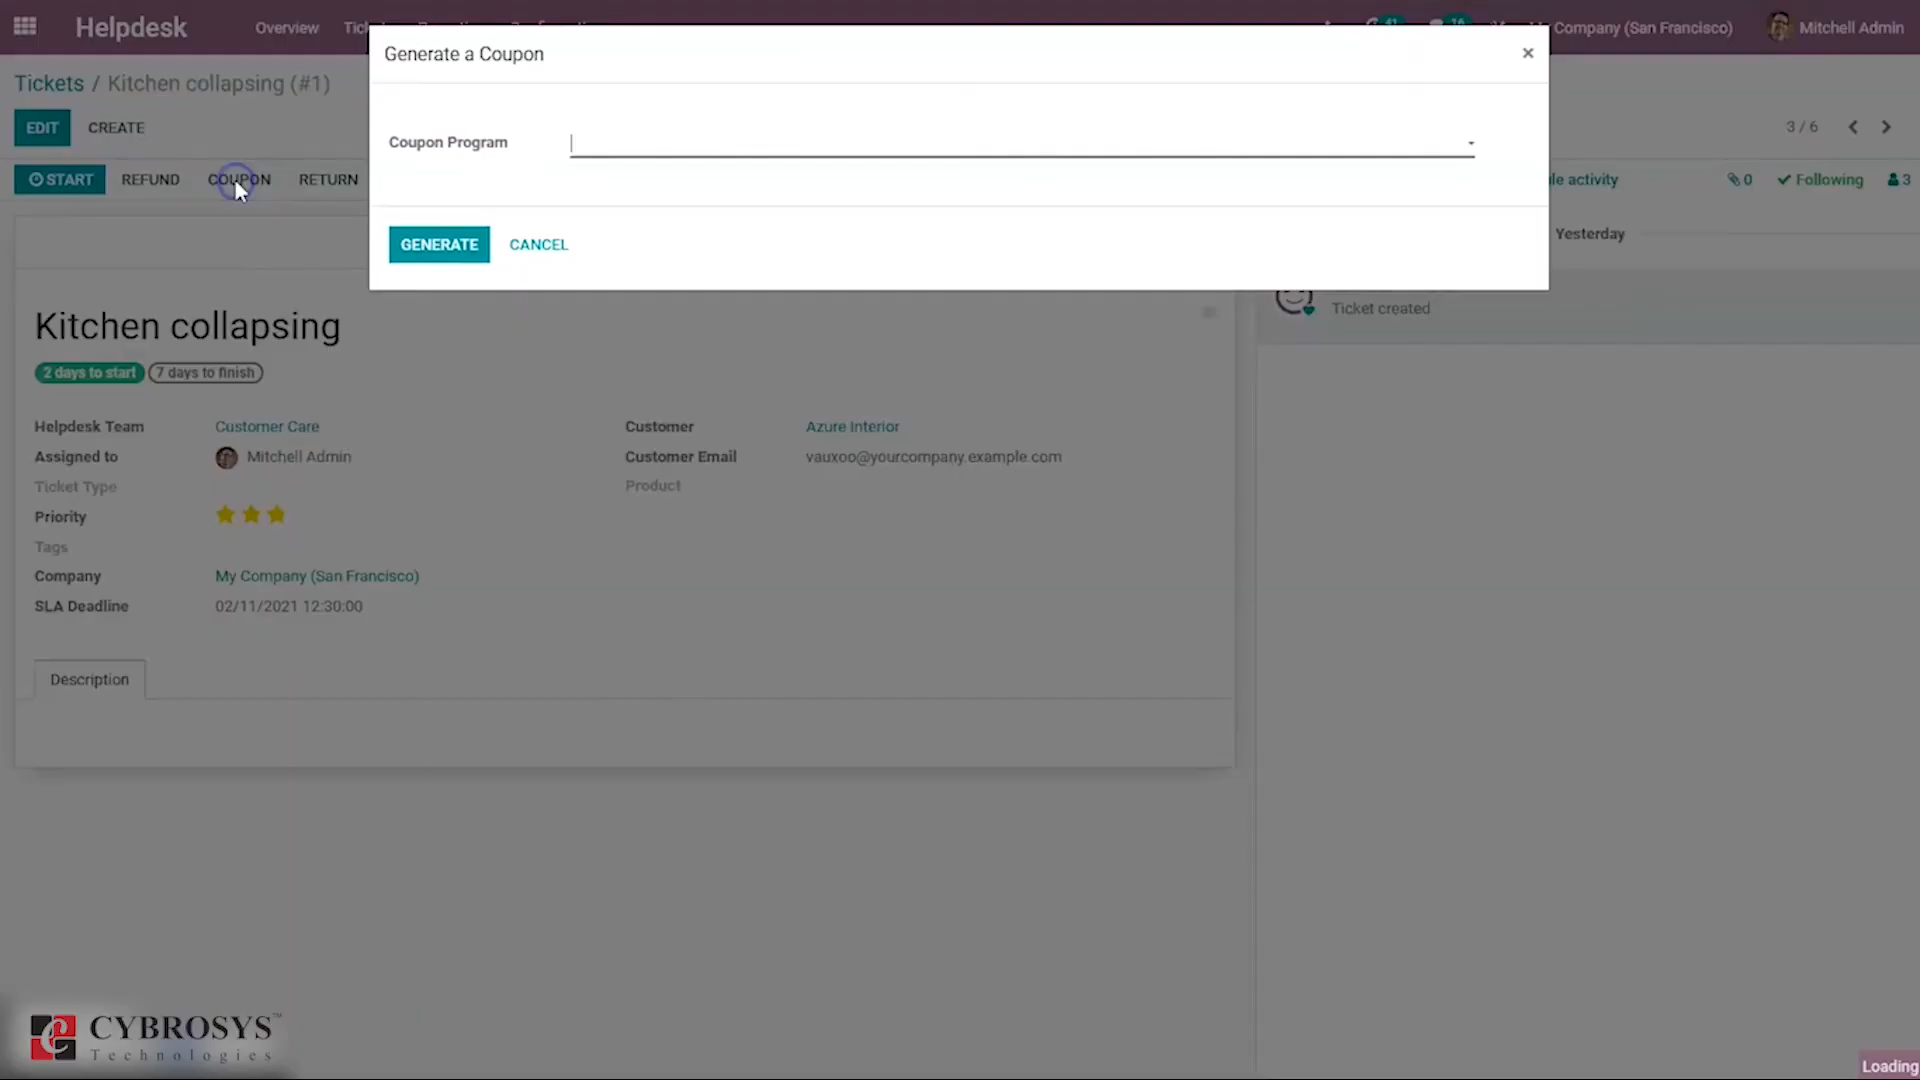 Helpdesk
Overview
Company (San Francisco)
Mitchell Admin
Generate a Coupon
×
Tickets / Kitchen collapsing (#1)
EDIT
CREATE
Coupon Program
3 / 6
START
REFUND
COUPON
RETURN
le activity
0
Following
3
GENERATE
CANCEL
Yesterday
Ticket created
Kitchen collapsing
2 days to start
7 days to finish
Helpdesk Team
Customer Care
Customer
Azure Interior
Assigned to
Mitchell Admin
Customer Email
vauxoo@yourcompany.example.com
Ticket Type
Product
Priority
Tags
Company
My Company (San Francisco)
SLA Deadline
02/11/2021 12:30:00
Description
CYBROSYS™
Technologies
Loading